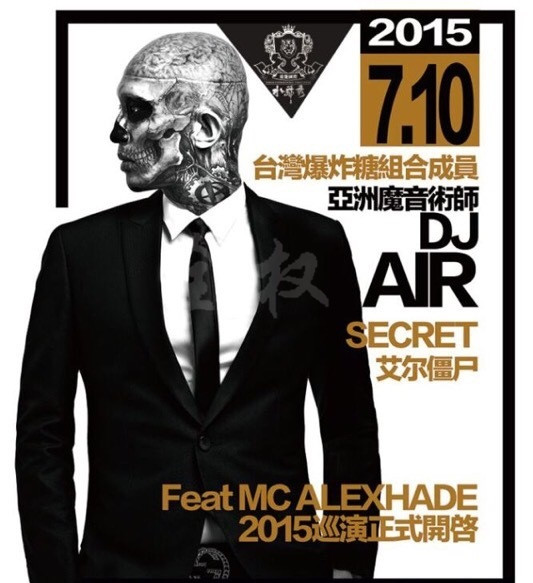 2015
7.10
台灣爆炸糖組合成員
亞洲魔音術師
DJ
AIR
SECRET
艾尔僵尸
Feat MC ALEXHADE
2015巡演正式開啓